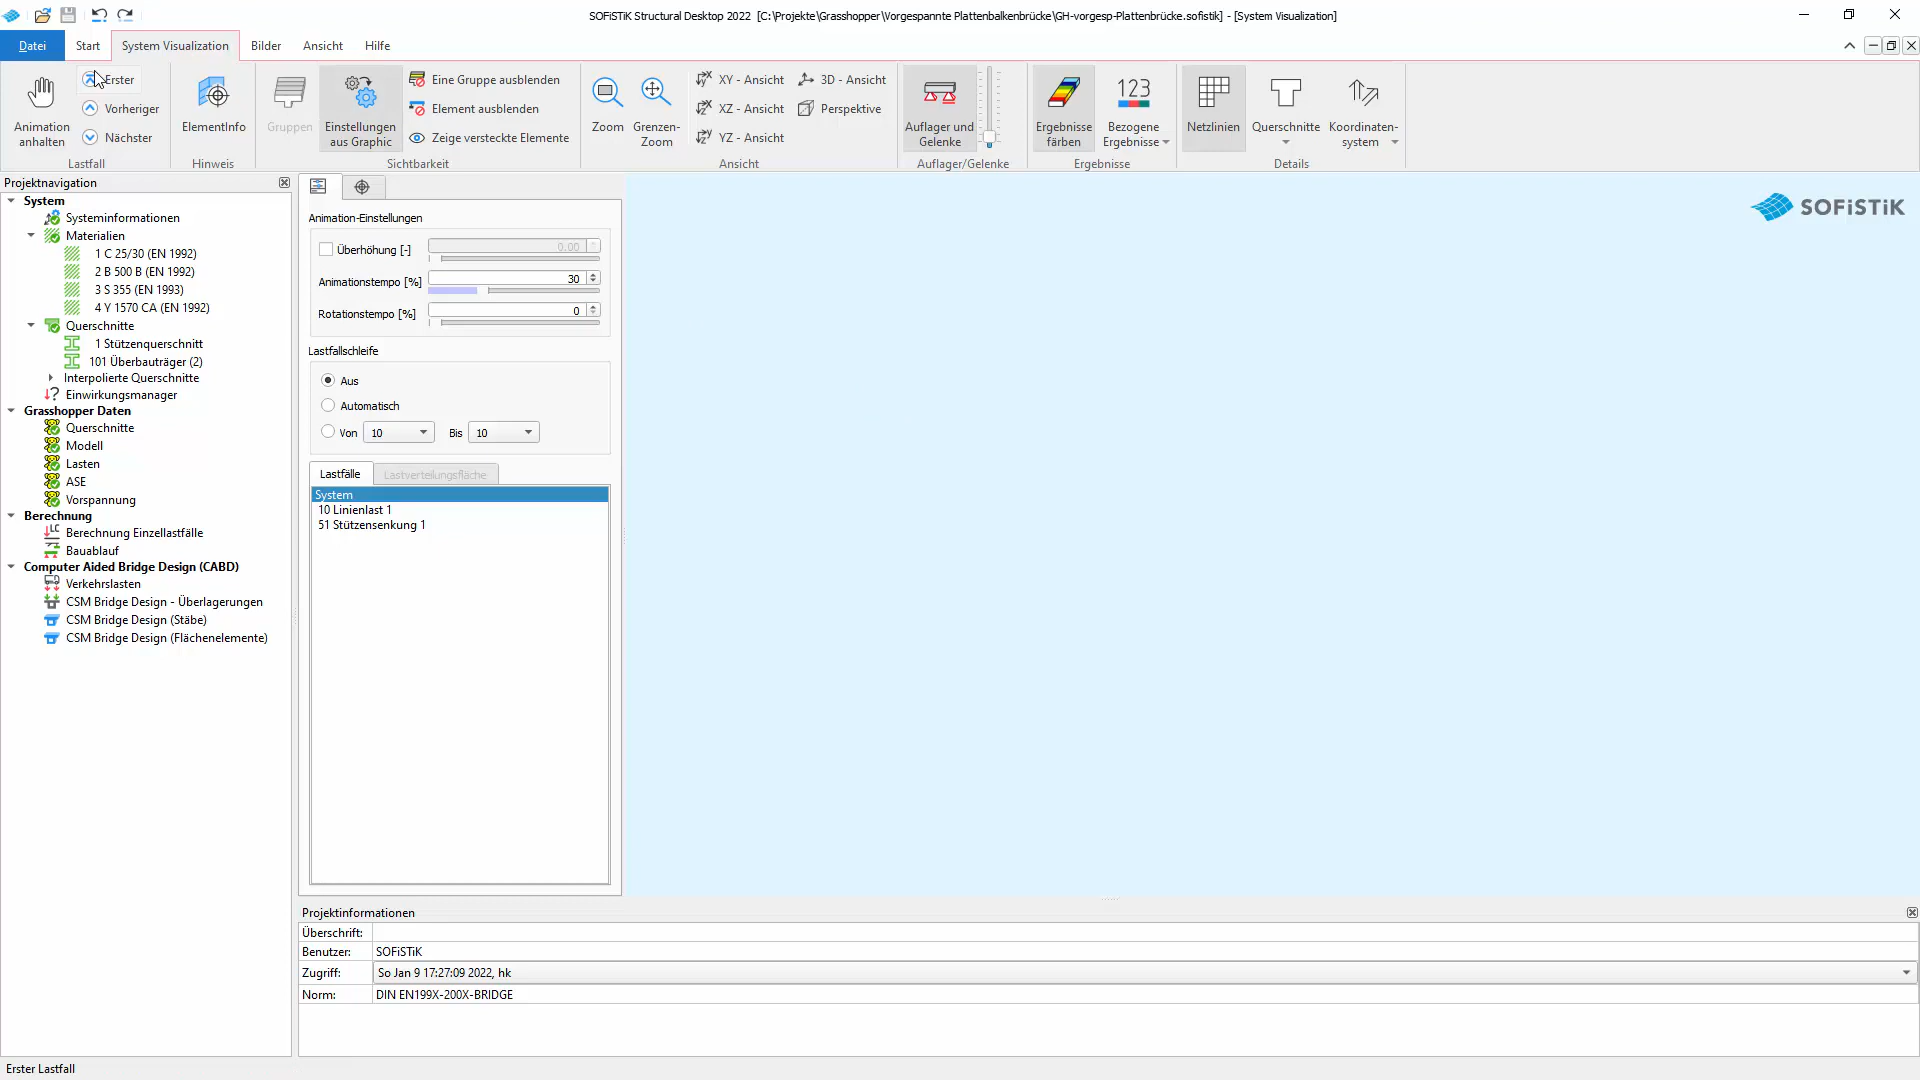 SOFiSTiK Structural Desktop 2022 [C:\Projekte\Grasshopper\Vorgespannte Plattenbalkenbrücke\GH-vorgesp-Plattenbrücke.sofistik] - [System Visualization]
Datei Start System Visualization Bilder Ansicht Hilfe
Animation anhalten
Erster
Vorheriger
Nächster
Lastfall
ElementInfo
Hinweis
Gruppen
Einstellungen aus Graphic
Eine Gruppe ausblenden
Element ausblenden
Zeige versteckte Elemente
Sichtbarkeit
Zoom
Grenzen-Zoom
XY - Ansicht
XZ - Ansicht
YZ - Ansicht
3D - Ansicht
Perspektive
Ansicht
Auflager und Gelenke
Auflager/Gelenke
Ergebnisse färben
123
Bezogene Ergebnisse
Ergebnisse
Netzlinien
Querschnitte
Koordinaten-system
Details
Projektnavigation
System
Systeminformationen
Materialien
1 C 25/30 (EN 1992)
2 B 500 B (EN 1992)
3 S 355 (EN 1993)
4 Y 1570 CA (EN 1992)
Querschnitte
1 Stützenquerschnitt
101 Überbauträger (2)
Interpolierte Querschnitte
Einwirkungsmanager
Grasshopper Daten
Querschnitte
Modell
Lasten
ASE
Vorspannung
Berechnung
Berechnung Einzellastfälle
Bauablauf
Computer Aided Bridge Design (CABD)
Verkehrslasten
CSM Bridge Design - Überlagerungen
CSM Bridge Design (Stäbe)
CSM Bridge Design (Flächenelemente)
Animation-Einstellungen
Überhöhung [-] 0.00
Animationstempo [%] 30
Rotationstempo [%] 0
Lastfallschleife
Aus
Automatisch
Von 10 Bis 10
Lastfälle Lastverteilungsfläche
System
10 Linienlast 1
51 Stützensenkung 1
SOFiSTiK
Projektinformationen
Überschrift:
Benutzer: SOFiSTiK
Zugriff: So Jan 9 17:27:09 2022, hk
Norm: DIN EN199X-200X-BRIDGE
Erster Lastfall